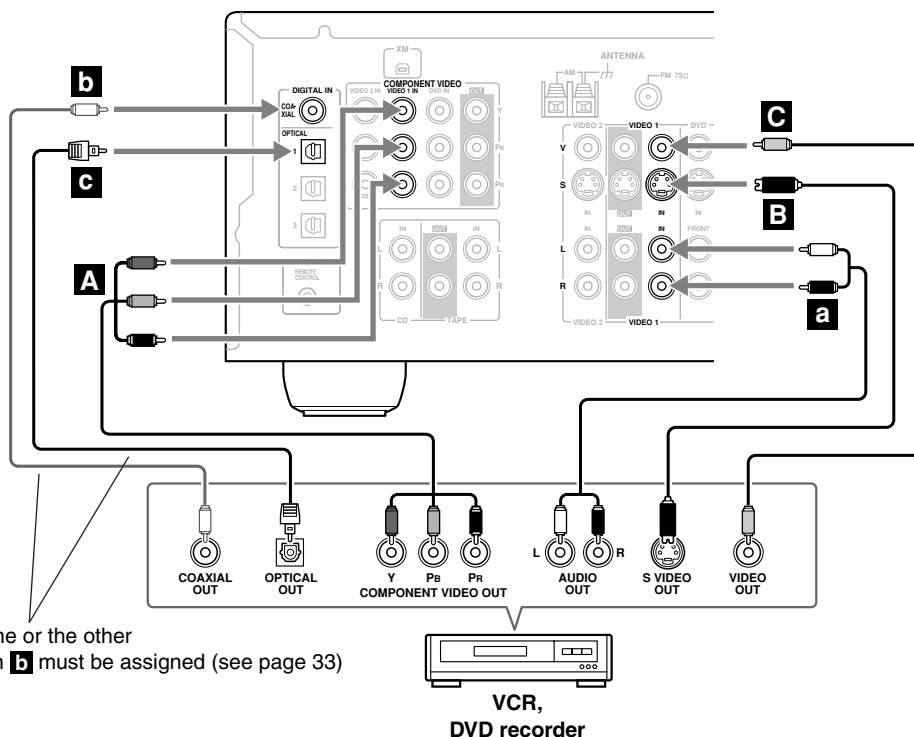 XM
ANTENNA
AM
FM 75Ω
b
COMPONENT VIDEO
DIGITAL IN
VIDEO 2 IN
VIDEO 1 IN
DVD IN
OUT
COA-
XIAL
Y
OPTICAL
1
PB
2
PR
3
c
VIDEO 2
VIDEO 1
DVD
C
V
S
B
IN
OUT
IN
IN
IN
OUT
IN
IN
OUT
IN
FRONT
L
L
L
R
R
R
REMOTE
CONTROL
CD
TAPE
VIDEO 2
VIDEO 1
A
a
COAXIAL
OUT
OPTICAL
OUT
Y
PB
PR
COMPONENT VIDEO OUT
L
R
AUDIO
OUT
S VIDEO
OUT
VIDEO
OUT
ne or the other
n b must be assigned (see page 33)
VCR,
DVD recorder